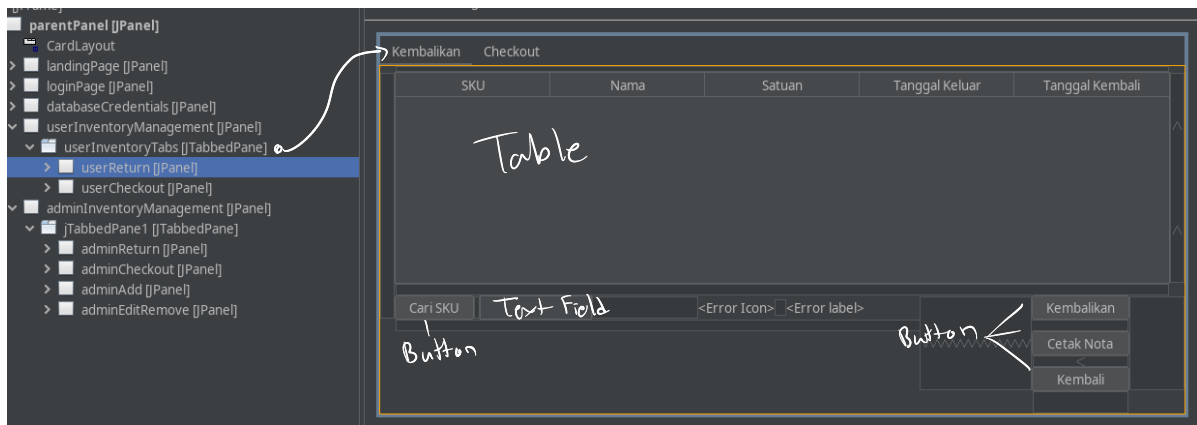 parentPanel [JPanel]
CardLayout
landingPage [JPanel]
loginPage [JPanel]
databaseCredentials [JPanel]
userInventoryManagement [JPanel]
userInventoryTabs [JTabbedPane]
userReturn [JPanel]
userCheckout [JPanel]
adminInventoryManagement [JPanel]
jTabbedPane1 [JTabbedPane]
adminReturn [JPanel]
adminCheckout [JPanel]
adminAdd [JPanel]
adminEditRemove [JPanel]
Kembalikan Checkout
SKU Nama Satuan Tanggal Keluar Tanggal Kembali
Table
Cari SKU Text Field <Error Icon> <Error label> Kembalikan
Button Button Cetak Nota
Kembali